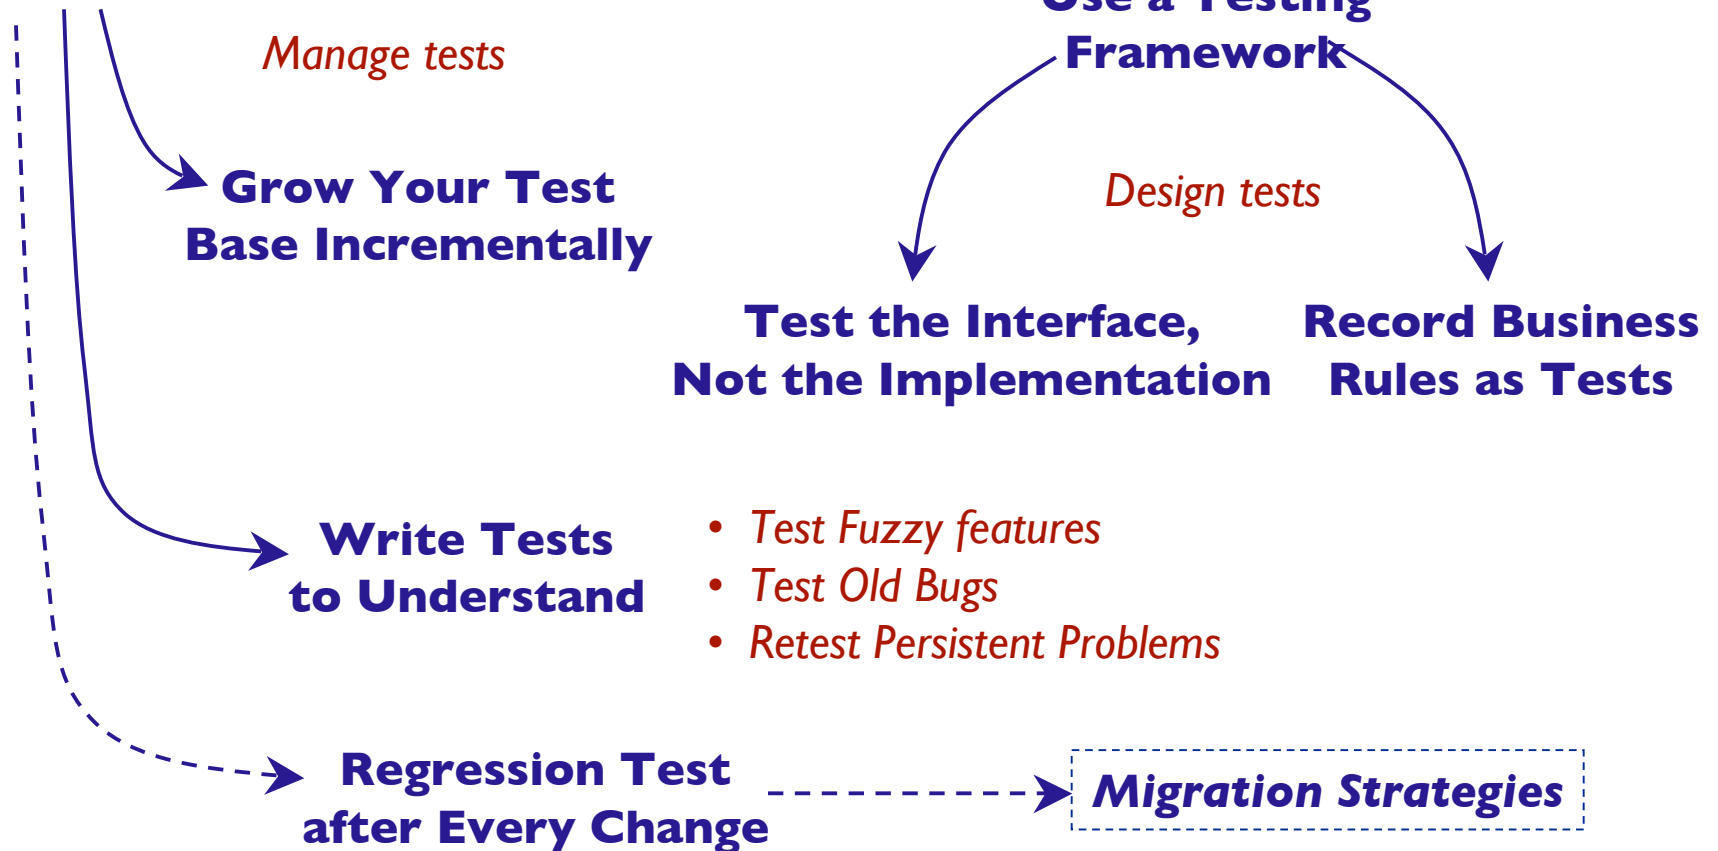 Use a Testing
Framework
Manage tests
Design tests
Grow Your Test
Base Incrementally
Test the Interface,
Not the Implementation
Record Business
Rules as Tests
Write Tests
to Understand
• Test Fuzzy features
• Test Old Bugs
• Retest Persistent Problems
Regression Test
after Every Change
Migration Strategies